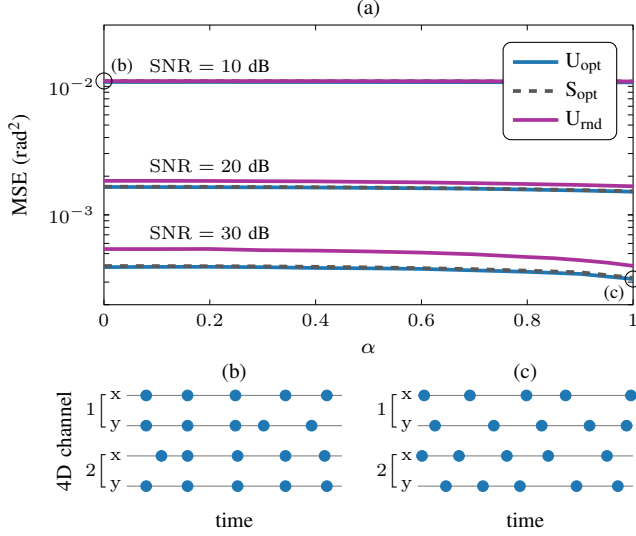 (a)
SNR = 10 dB
(b)
U_opt
S_opt
U_rnd
10^−2
MSE (rad^2)
SNR = 20 dB
10^−3
SNR = 30 dB
(c)
0 0.2 0.4 0.6 0.8 1
α
(b) (c)
4D channel
1 x
y
2 x
y
1 x
y
2 x
y
time time